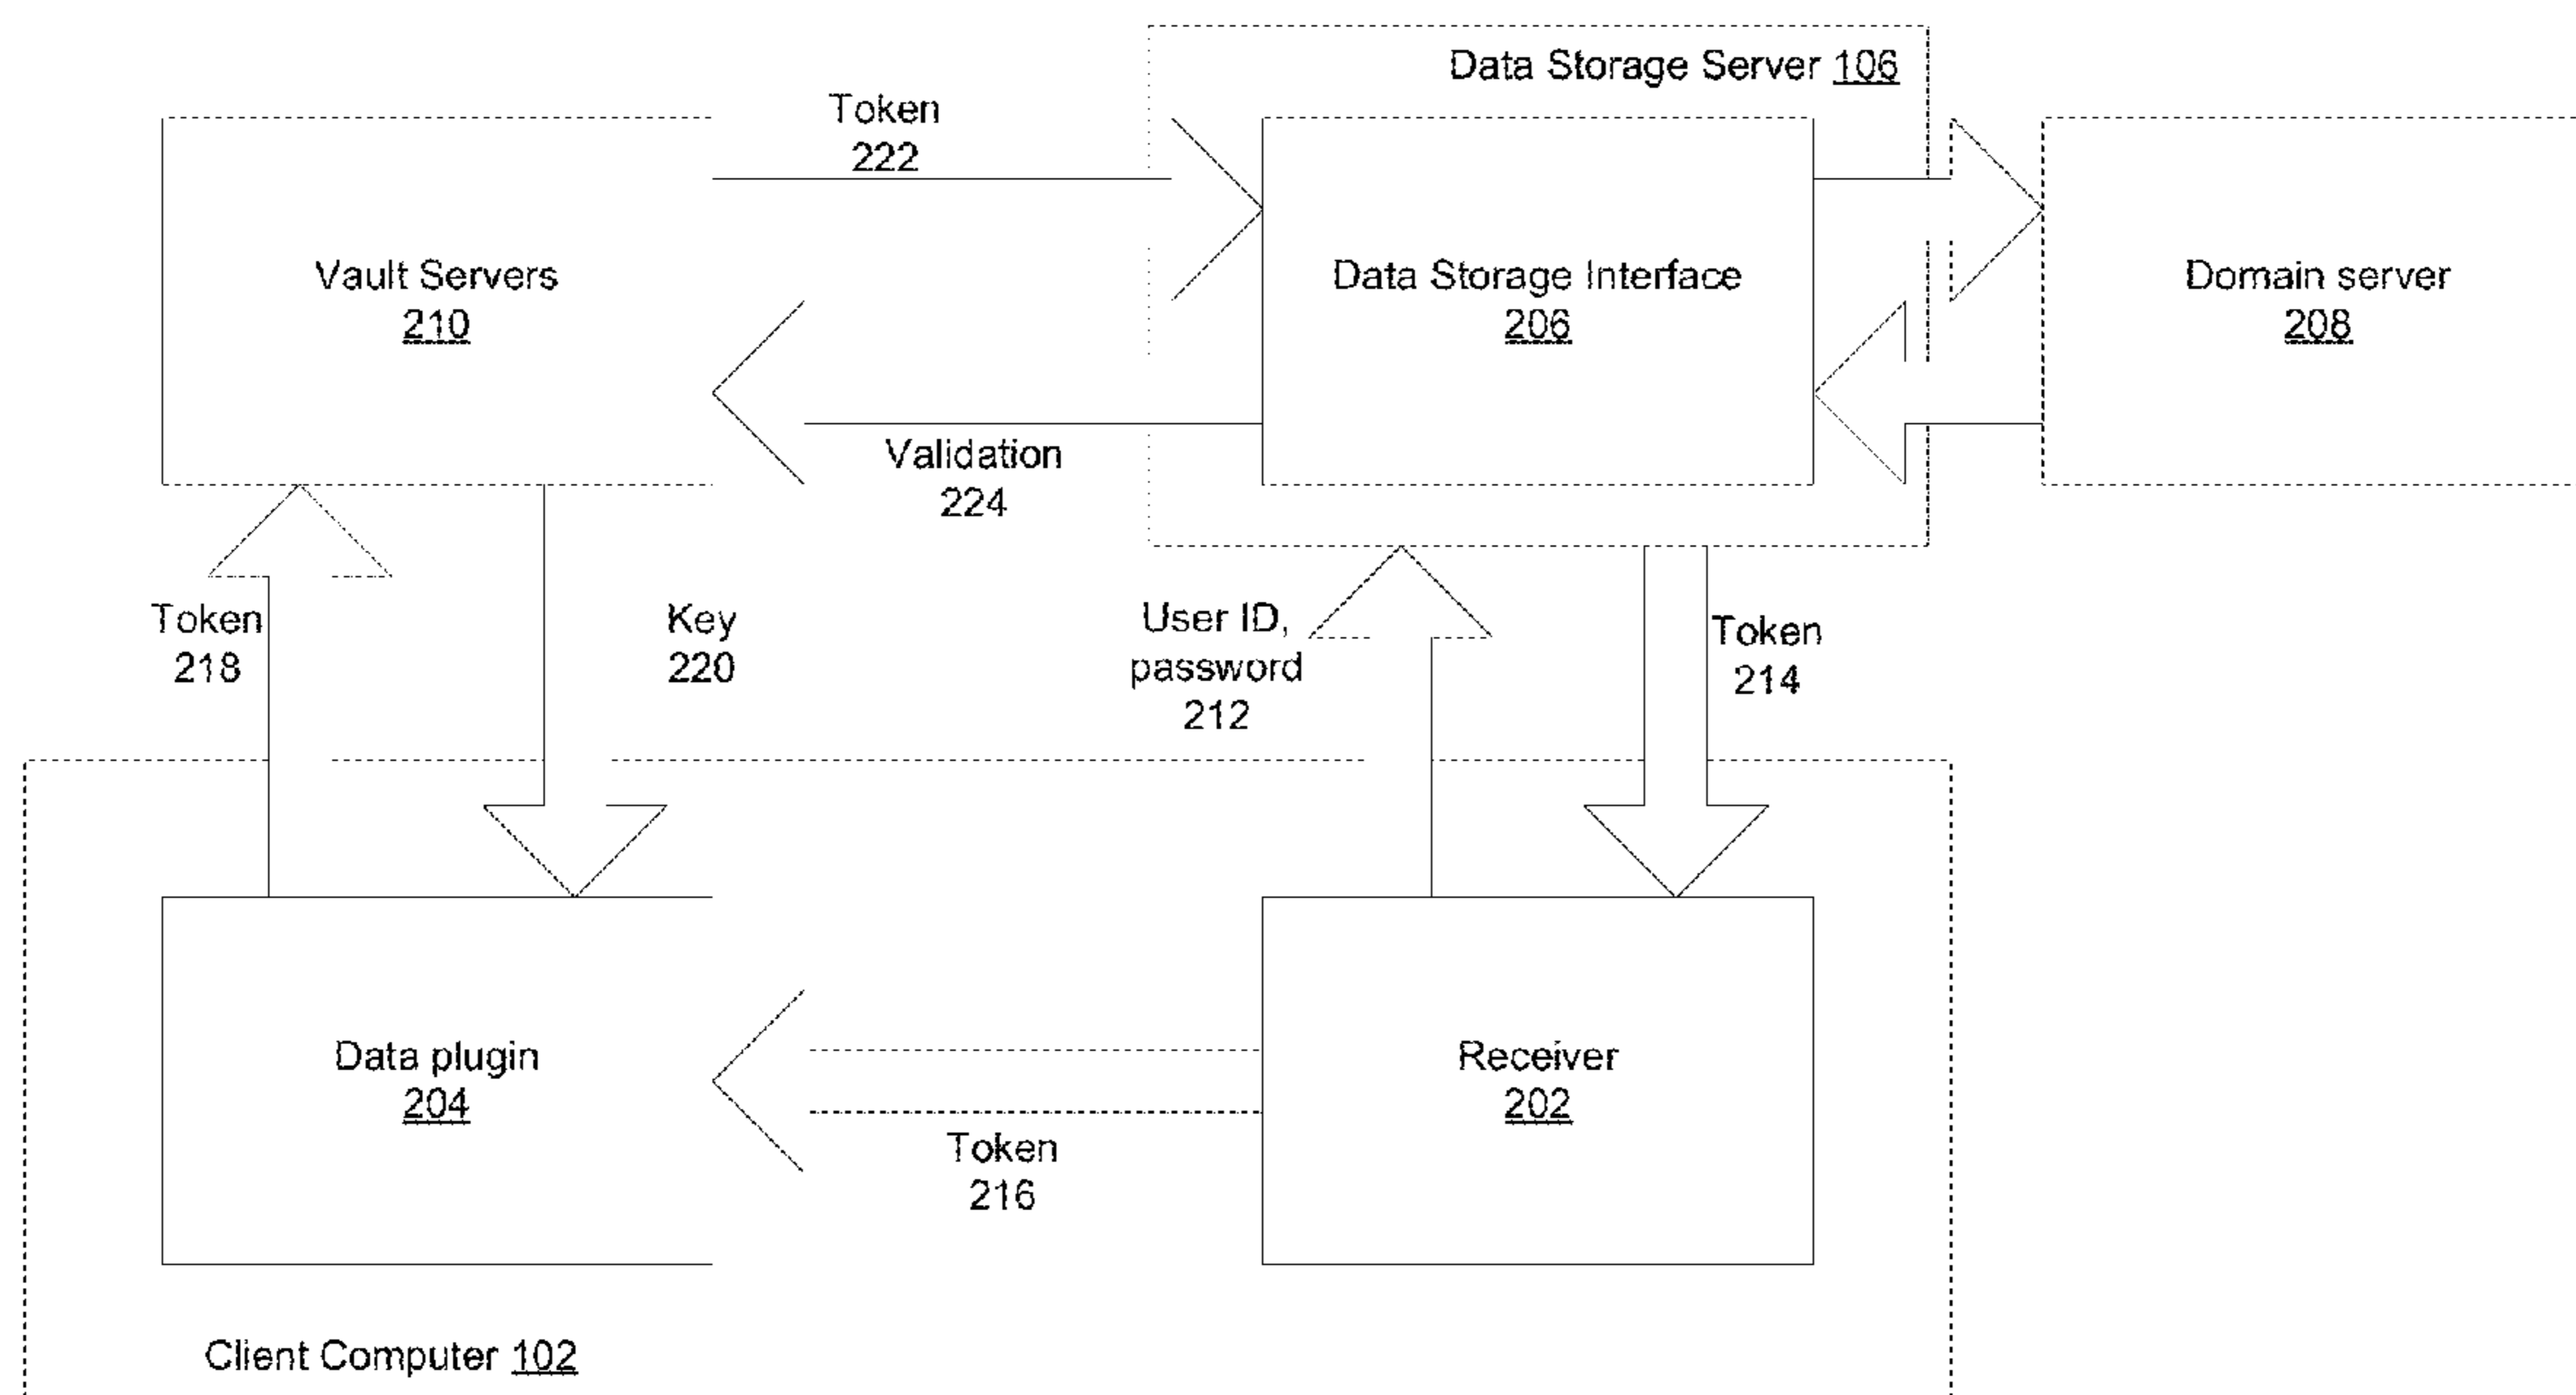 Data Storage Server 106
Token
222
Vault Servers
210
Data Storage Interface
206
Domain server
208
Validation
224
Token
218
Key
220
User ID,
password
212
Token
214
Data plugin
204
Receiver
202
Token
216
Client Computer 102